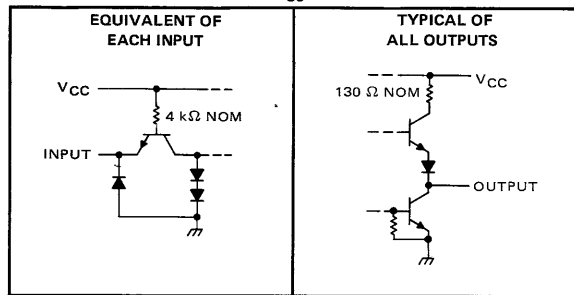 EQUIVALENT OF
EACH INPUT
VCC
4 kΩ NOM
INPUT
TYPICAL OF
ALL OUTPUTS
VCC
130 Ω NOM
OUTPUT